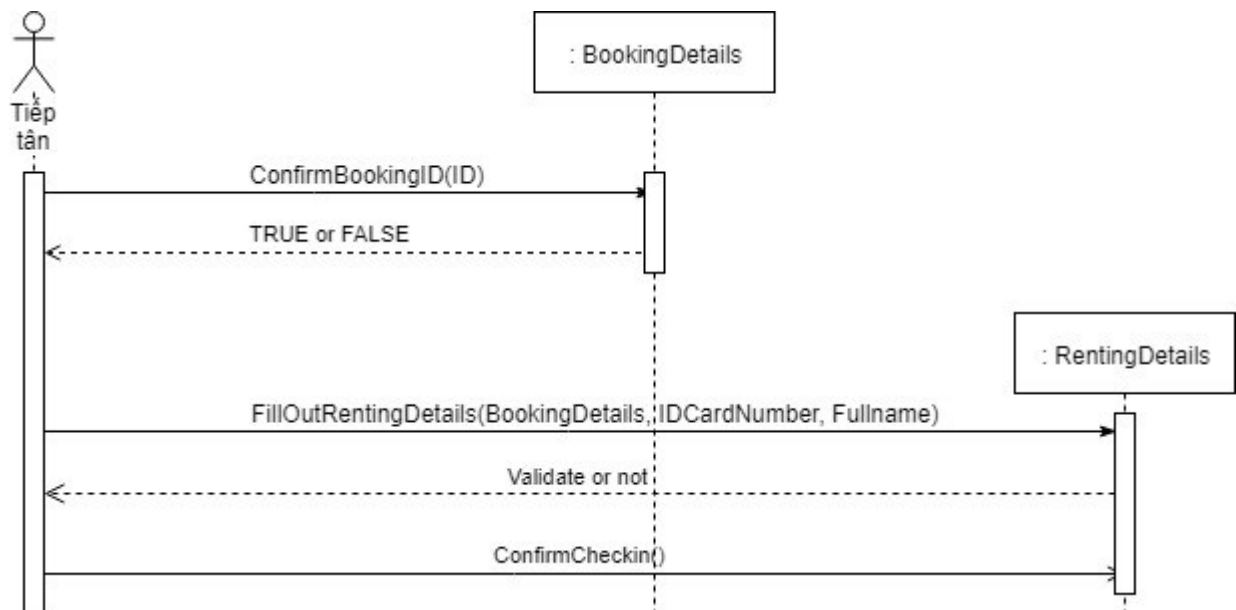 : BookingDetails
Tiếp
tân
ConfirmBookingID(ID)
TRUE or FALSE
: RentingDetails
FillOutRentingDetails(BookingDetails, IDCardNumber, Fullname)
Validate or not
ConfirmCheckin()